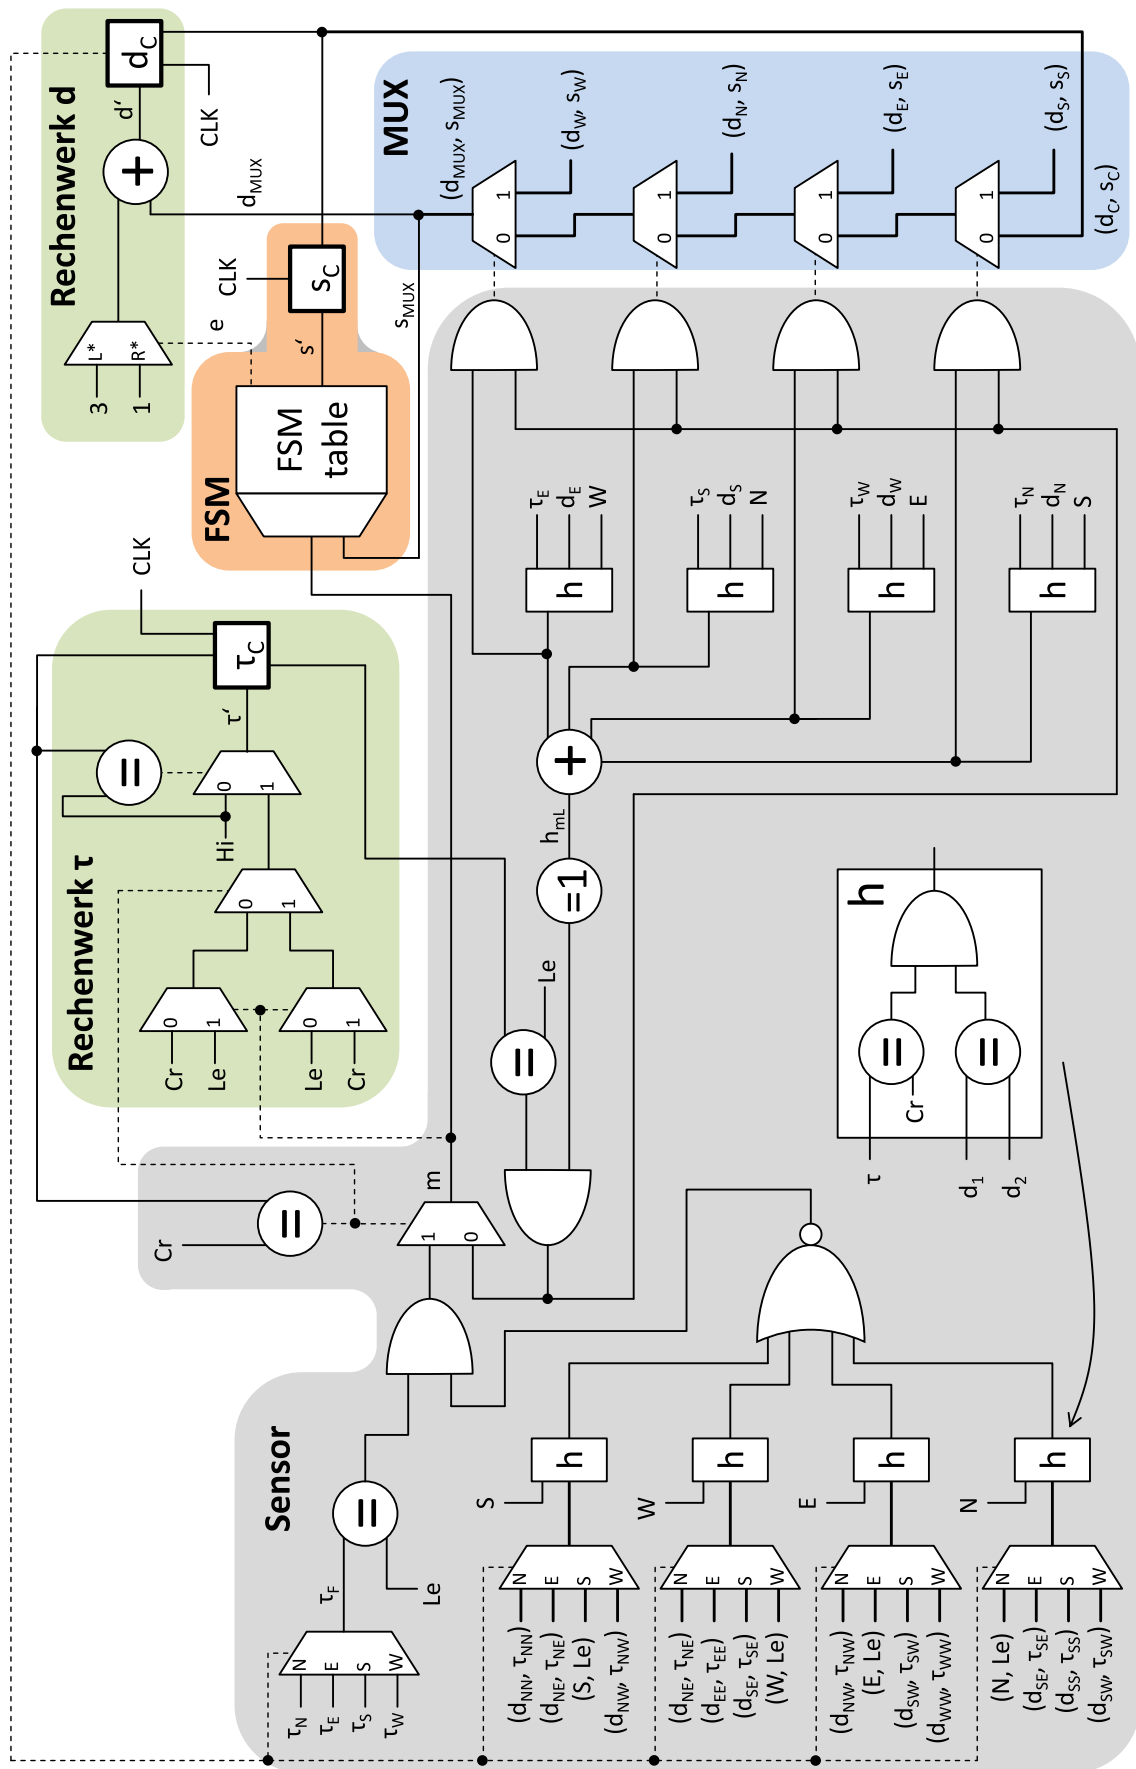 Rechenwerk d
3
1
L*
R*
e
+
d'
d_C
CLK
d_MUX
FSM
FSM
table
s'
s_C
CLK
s_MUX
MUX
(d_MUX, s_MUX)
0
1
(d_W, s_W)
0
1
(d_N, s_N)
0
1
(d_E, s_E)
0
1
(d_S, s_S)
(d_C, s_C)
Rechenwerk τ
Cr
Le
0
1
Le
Cr
0
1
0
1
Hi
=
0
1
τ'
τ_C
CLK
Sensor
τ_N
τ_E
τ_S
τ_W
N
E
S
W
τ_F
Le
=
Cr
=
1
0
m
=
Le
=1
h_mL
+
h
τ_E
d_E
W
h
τ_S
d_S
N
h
τ_W
d_W
E
h
τ_N
d_N
S
(d_NN, τ_NN)
(d_NE, τ_NE)
(S, Le)
(d_NW, τ_NW)
N
E
S
W
S
h
(d_NE, τ_NE)
(d_EE, τ_EE)
(d_SE, τ_SE)
(W, Le)
N
E
S
W
W
h
(d_NW, τ_NW)
(E, Le)
(d_SW, τ_SW)
(d_WW, τ_WW)
N
E
S
W
E
h
(N, Le)
(d_SE, τ_SE)
(d_SS, τ_SS)
(d_SW, τ_SW)
N
E
S
W
N
h
h
τ
Cr
=
d_1
d_2
=